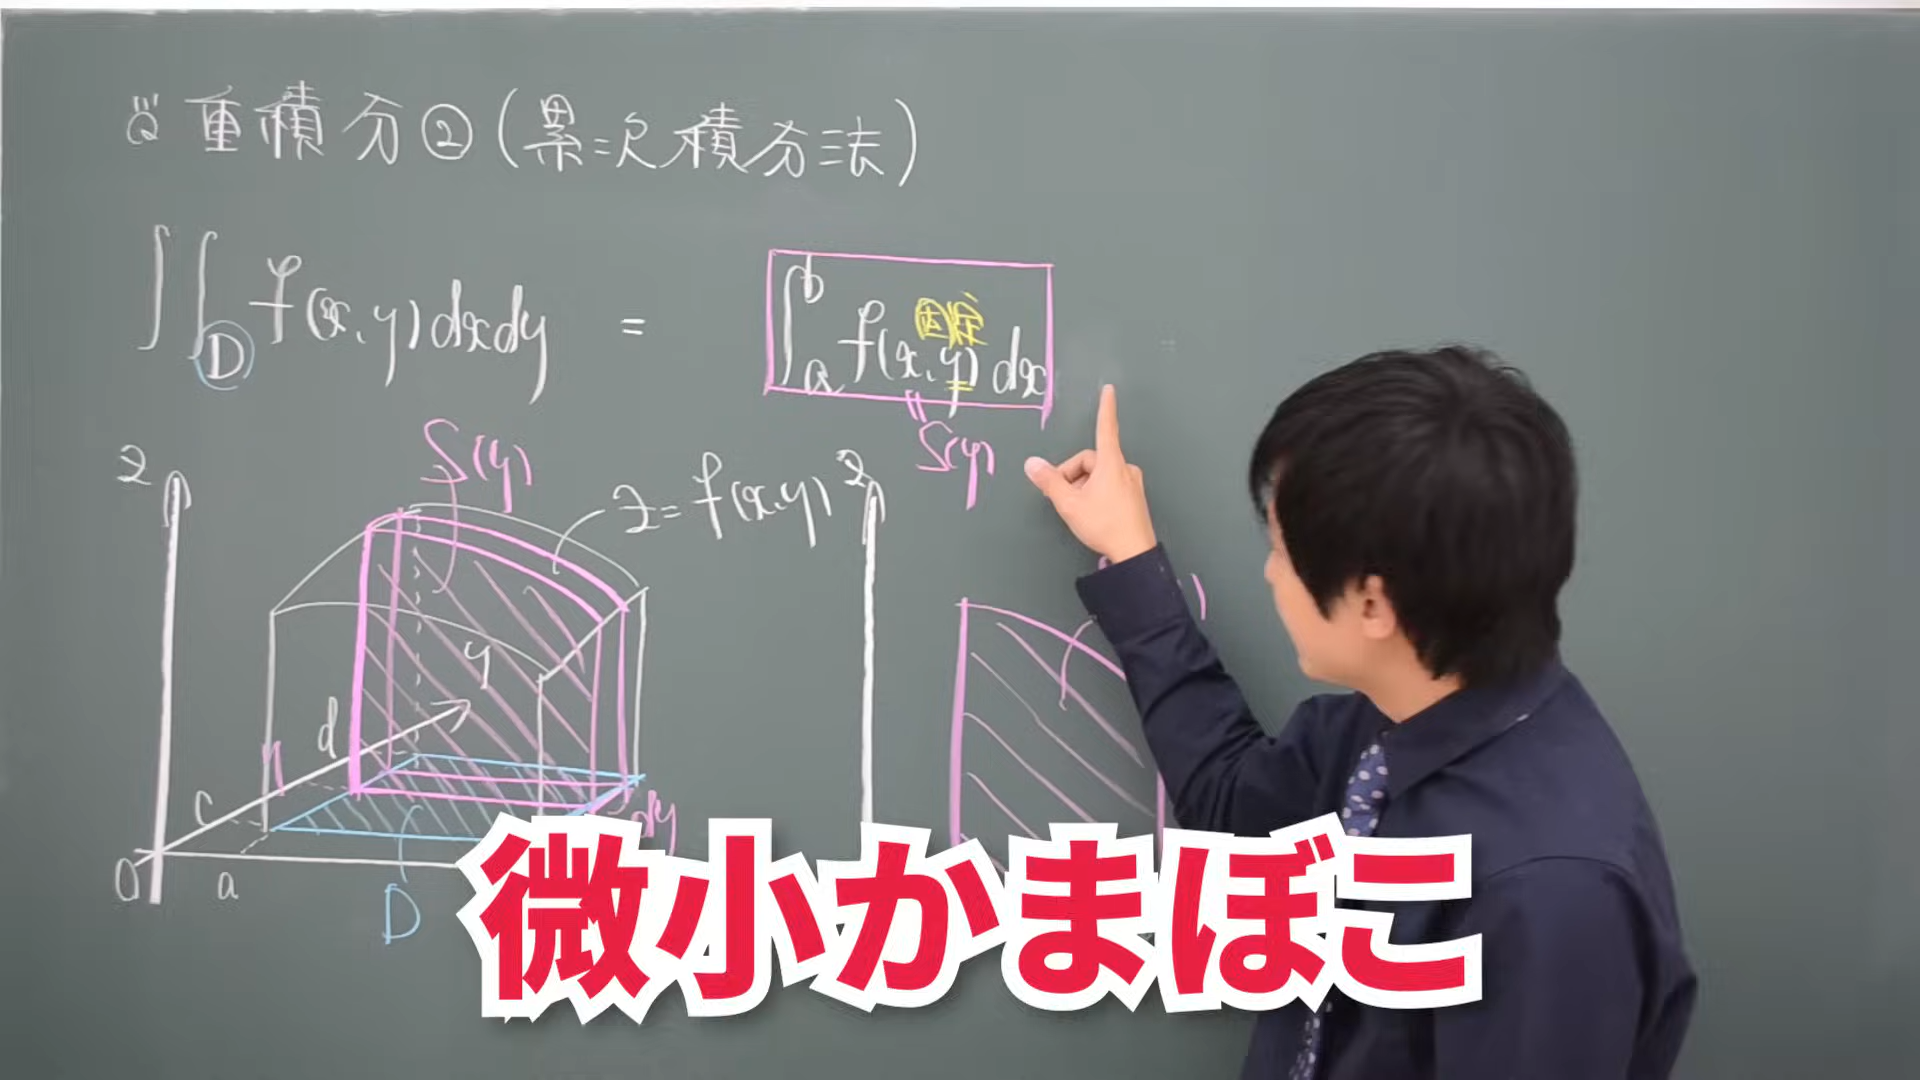 重積分②(累次積分法)
∫∫_D f(x,y)dxdy = ∫_a^b f(x,y)dx
固定
S(y)
S(y)
z
z=f(x,y)
z
y
d
c
dy
O
a
D
微小かまぼこ